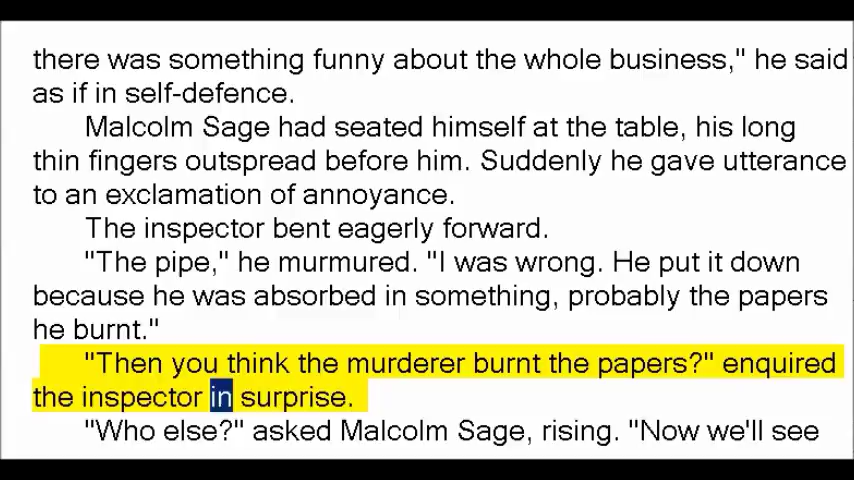 there was something funny about the whole business," he said
as if in self-defence.
Malcolm Sage had seated himself at the table, his long
thin fingers outspread before him. Suddenly he gave utterance
to an exclamation of annoyance.
The inspector bent eagerly forward.
"The pipe," he murmured. "I was wrong. He put it down
because he was absorbed in something, probably the papers
he burnt."
"Then you think the murderer burnt the papers?" enquired
the inspector in surprise.
"Who else?" asked Malcolm Sage, rising. "Now we'll see